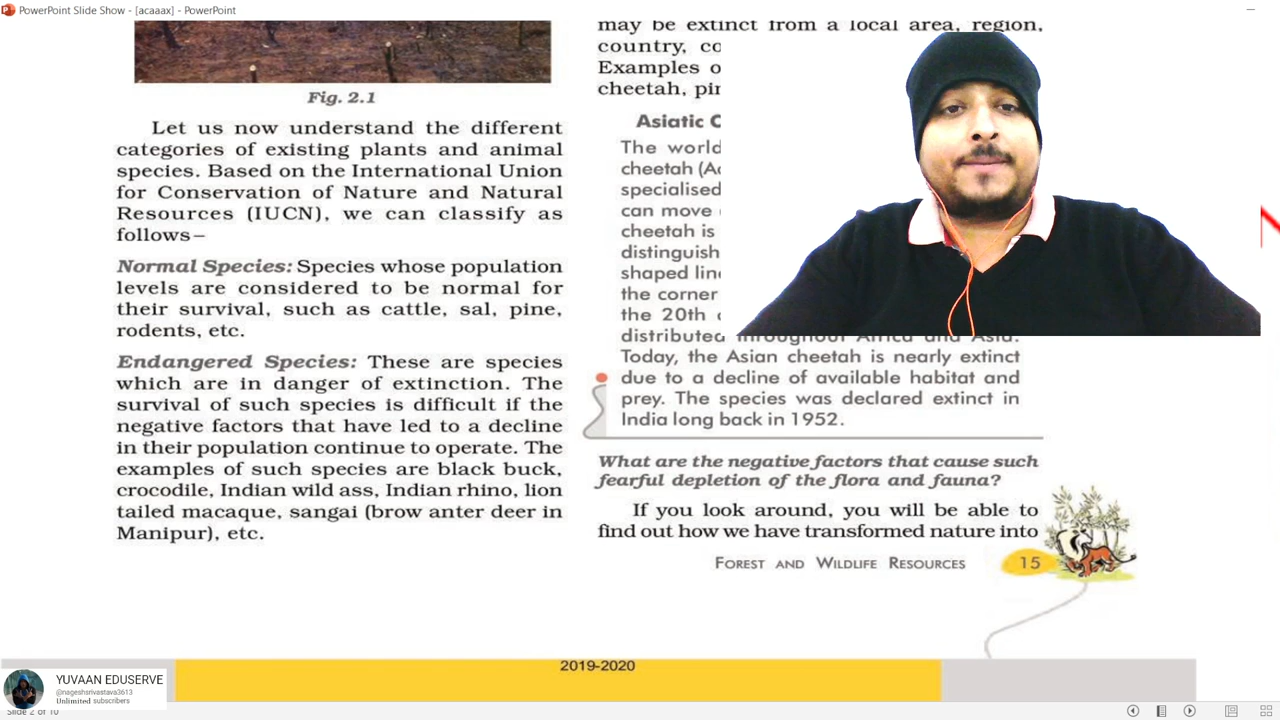 PowerPoint Slide Show - [acaaax] - PowerPoint
Fig. 2.1
Let us now understand the different
categories of existing plants and animal
species. Based on the International Union
for Conservation of Nature and Natural
Resources (IUCN), we can classify as
follows–
Normal Species: Species whose population
levels are considered to be normal for
their survival, such as cattle, sal, pine,
rodents, etc.
Endangered Species: These are species
which are in danger of extinction. The
survival of such species is difficult if the
negative factors that have led to a decline
in their population continue to operate. The
examples of such species are black buck,
crocodile, Indian wild ass, Indian rhino, lion
tailed macaque, sangai (brow anter deer in
Manipur), etc.
may be extinct from a local area, region,
country,
Examples
cheetah,
Asiatic
The world
cheetah
specialised
can move
cheetah is
distinguish
shaped
the corner
the 20th
distributed throughout Africa and Asia.
Today, the Asian cheetah is nearly extinct
due to a decline of available habitat and
prey. The species was declared extinct in
India long back in 1952.
What are the negative factors that cause such
fearful depletion of the flora and fauna?
If you look around, you will be able to
find out how we have transformed nature into
FOREST AND WILDLIFE RESOURCES 15
2019-2020
YUVAAN EDUSERVE
@nageshsrivastava3613
Unlimited subscribers
Slide 2 of 10